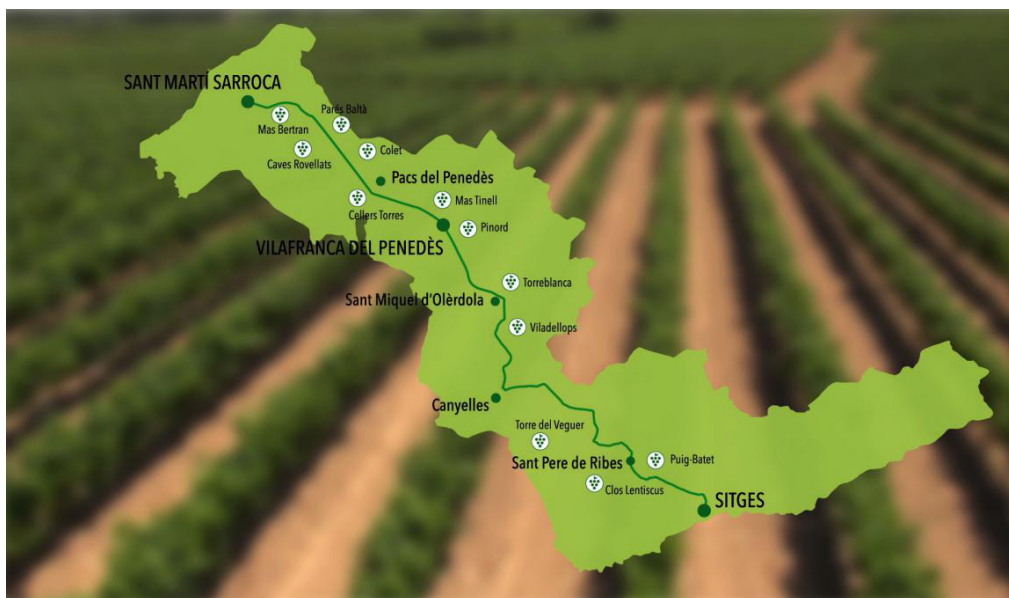 SANT MARTÍ SARROCA
Parés Baltà
Mas Bertran
Colet
Caves Rovellats
Pacs del Penedès
Mas Tinell
Cellers Torres
Pinord
VILAFRANCA DEL PENEDÈS
Torreblanca
Sant Miquel d'Olèrdola
Viladellops
Canyelles
Torre del Veguer
Sant Pere de Ribes
Puig-Batet
Clos Lentiscus
SITGES